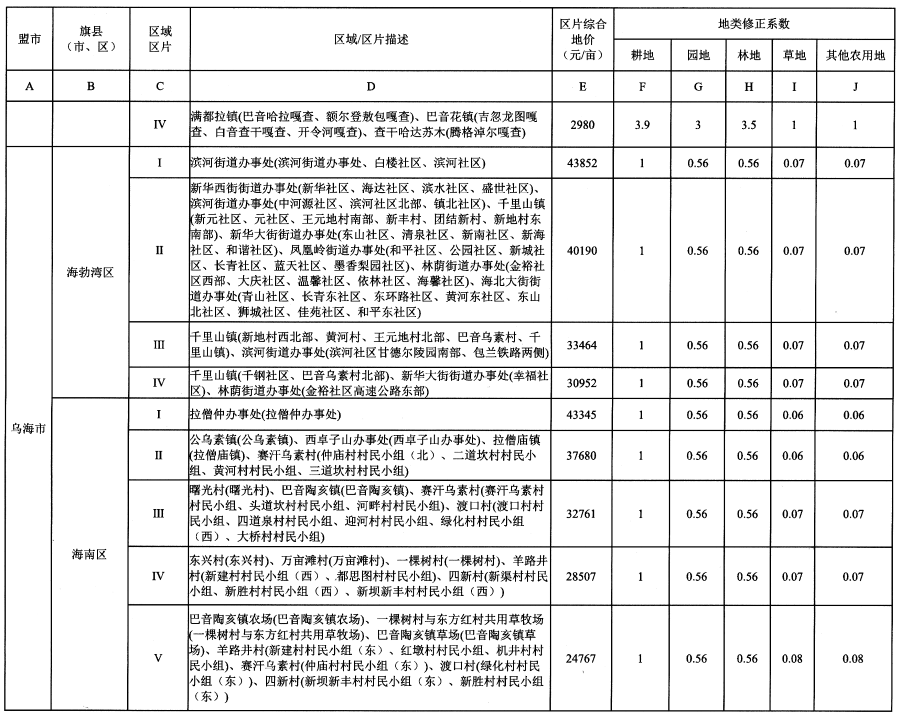 盟市 旗县（市、区） 区域区片 区域/区片描述 区片综合地价（元/亩） 地类修正系数
耕地 园地 林地 草地 其他农用地
A B C D E F G H I J
IV 满都拉镇(巴音哈拉嘎查、额尔登敖包嘎查)、巴音花镇(吉忽龙图嘎
查、白音查干嘎查、开令河嘎查)、查干哈达苏木(腾格淖尔嘎查) 2980 3.9 3 3.5 1 1
乌海市
海勃湾区
I 滨河街道办事处(滨河街道办事处、白楼社区、滨河社区) 43852 1 0.56 0.56 0.07 0.07
II 新华西街街道办事处(新华社区、海达社区、滨水社区、盛世社区)、
滨河街道办事处(中河源社区、滨河社区北部、镇北社区)、千里山镇
(新元社区、元社区、王元地村南部、新丰村、团结新村、新地村东
南部)、新华大街街道办事处(东山社区、清泉社区、新南社区、新海
社区、和谐社区)、凤凰岭街道办事处(和平社区、公园社区、新城社
区、长青社区、蓝天社区、墨香梨园社区)、林荫街道办事处(金裕社
区西部、大庆社区、温馨社区、依林社区、海馨社区)、海北大街街
道办事处(青山社区、长青东社区、东环路社区、黄河东社区、东山
北社区、狮城社区、佳苑社区、和平东社区) 40190 1 0.56 0.56 0.07 0.07
III 千里山镇(新地村西北部、黄河村、王元地村北部、巴音乌素村、千
里山镇)、滨河街道办事处(滨河社区甘德尔陵园南部、包兰铁路两侧) 33464 1 0.56 0.56 0.07 0.07
IV 千里山镇(千钢社区、巴音乌素村北部)、新华大街街道办事处(幸福社
区)、林荫街道办事处(金裕社区高速公路东部) 30952 1 0.56 0.56 0.07 0.07
海南区
I 拉僧仲办事处(拉僧仲办事处) 43345 1 0.56 0.56 0.06 0.06
II 公乌素镇(公乌素镇)、西卓子山办事处(西卓子山办事处)、拉僧庙镇
(拉僧庙镇)、赛汗乌素村(仲庙村村民小组（北）、二道坎村村民小
组、黄河村村民小组、三道坎村村民小组) 37680 1 0.56 0.56 0.06 0.06
III 曙光村(曙光村)、巴音陶亥镇(巴音陶亥镇)、赛汗乌素村(赛汗乌素村
村民小组、头道坎村村民小组、河畔村村民小组)、渡口村(渡口村村
民小组、四道泉村村民小组、迎河村村民小组、绿化村村民小组
（西）、大桥村村民小组) 32761 1 0.56 0.56 0.07 0.07
IV 东兴村(东兴村)、万亩滩村(万亩滩村)、一棵树村(一棵树村)、羊路井
村(新建村村民小组（西）、都思图村村民小组)、四新村(新渠村村民
小组、新胜村村民小组（西）、新坝新丰村村民小组（西）) 28507 1 0.56 0.56 0.07 0.07
V 巴音陶亥镇农场(巴音陶亥镇农场)、一棵树村与东方红村共用草牧场
(一棵树村与东方红村共用草牧场)、巴音陶亥镇草场(巴音陶亥镇草
场)、羊路井村(新建村村民小组（东）、红墩村村民小组、机井村村
民小组)、赛汗乌素村(仲庙村村民小组（东）)、渡口村(绿化村村民小
组（东）)、四新村(新坝新丰村村民小组（东）、新胜村村民小组
（东）) 24767 1 0.56 0.56 0.08 0.08